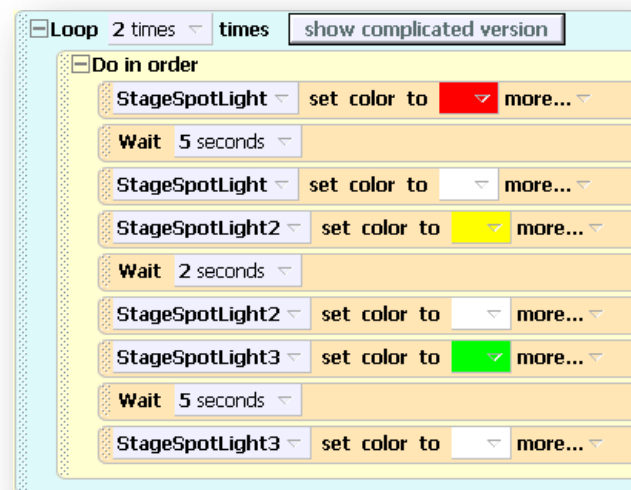 Loop 2 times times show complicated version
Do in order
StageSpotLight set color to more...
Wait 5 seconds
StageSpotLight set color to more...
StageSpotLight2 set color to more...
Wait 2 seconds
StageSpotLight2 set color to more...
StageSpotLight3 set color to more...
Wait 5 seconds
StageSpotLight3 set color to more...